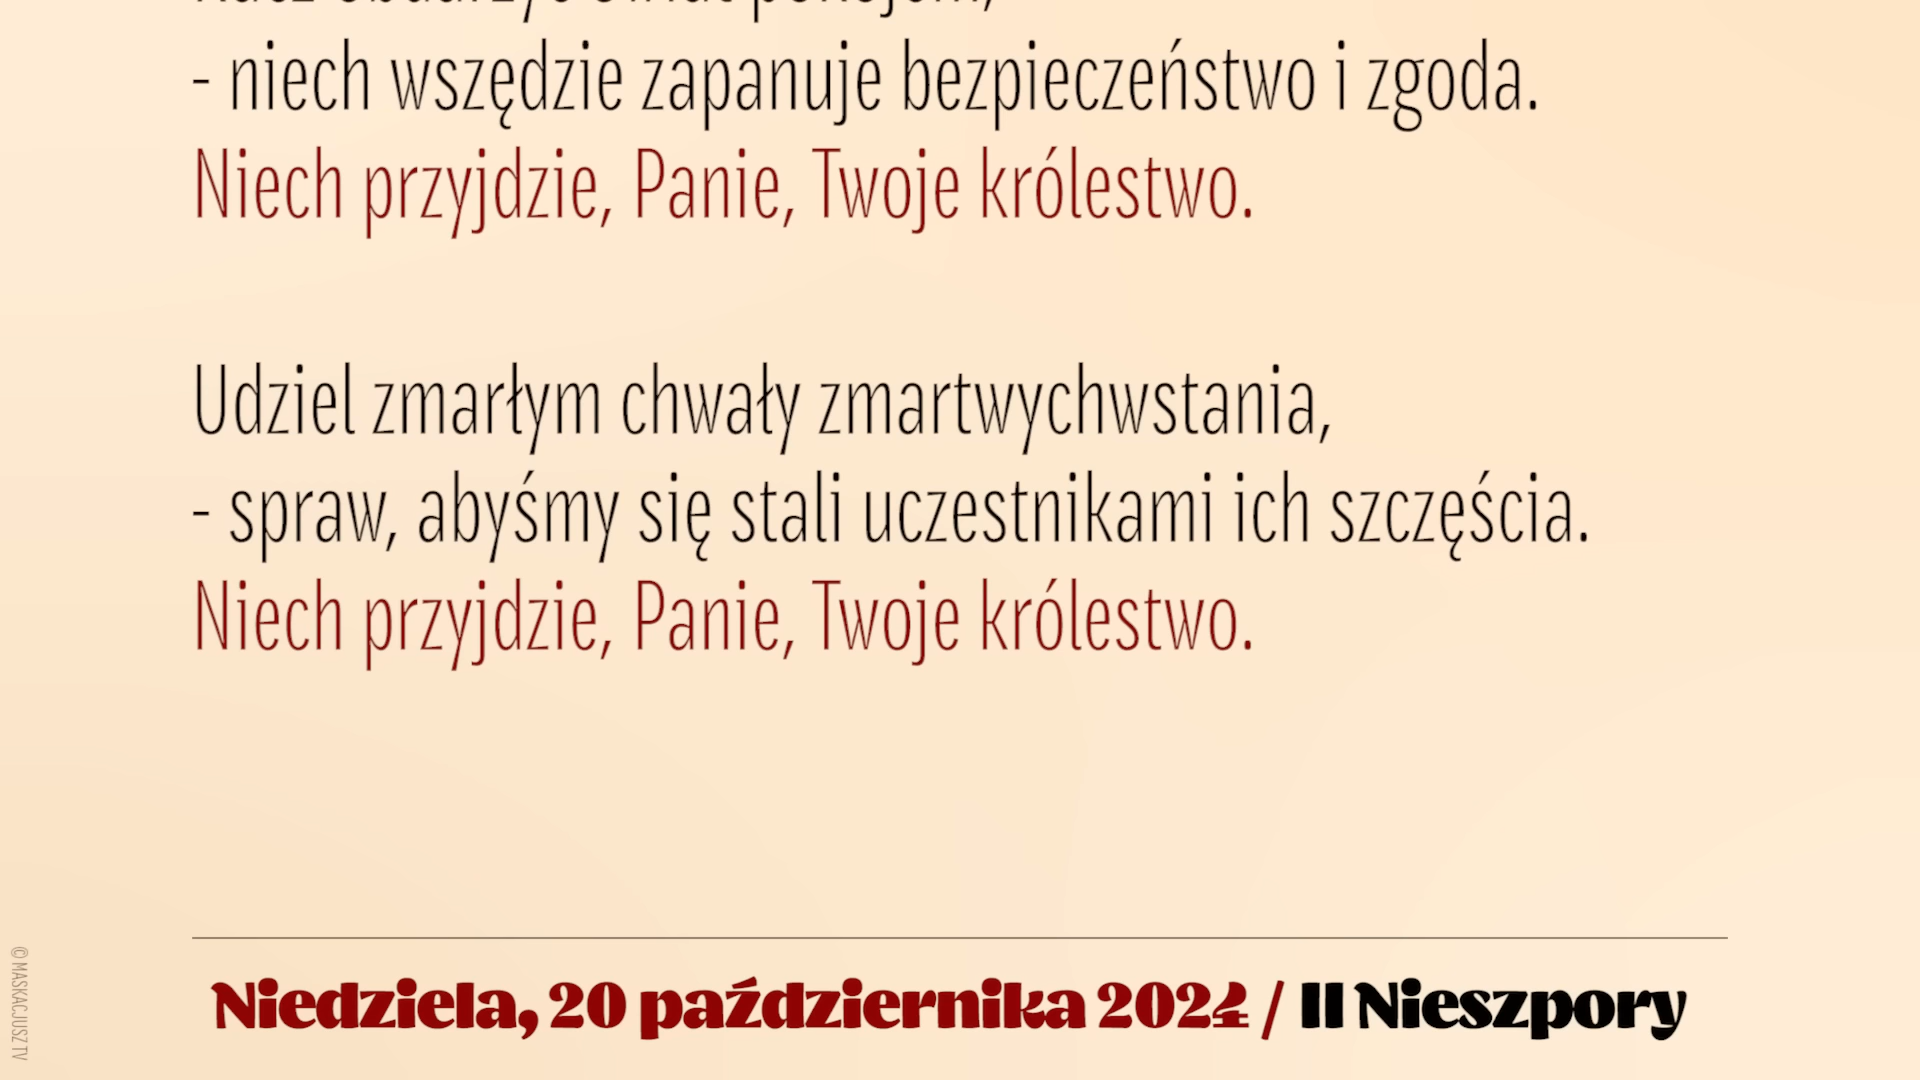 - niech wszędzie zapanuje bezpieczeństwo i zgoda.
Niech przyjdzie, Panie, Twoje królestwo.
Udziel zmarłym chwały zmartwychwstania,
- spraw, abyśmy się stali uczestnikami ich szczęścia.
Niech przyjdzie, Panie, Twoje królestwo.
Niedziela, 20 października 2024 / II Nieszpory
© MASKACJUSZ TV